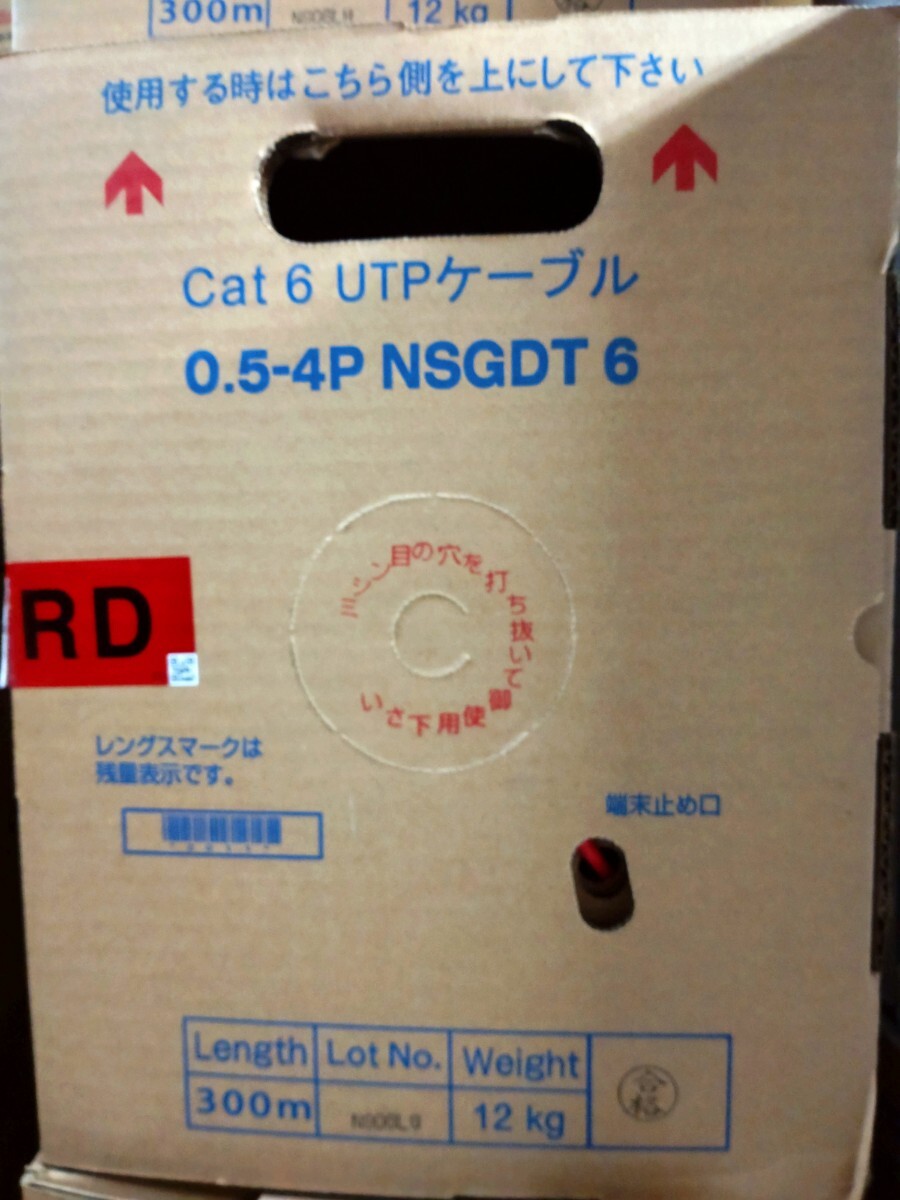 300m 12 kg
使用する時はこちら側を上にして下さい
Cat 6 UTPケーブル
0.5-4P NSGDT 6
ミシン目の穴を打ち抜いて御使用下さい
RD
レングスマークは
残量表示です。
端末止め口
Length Lot No. Weight
300m 12 kg
合格